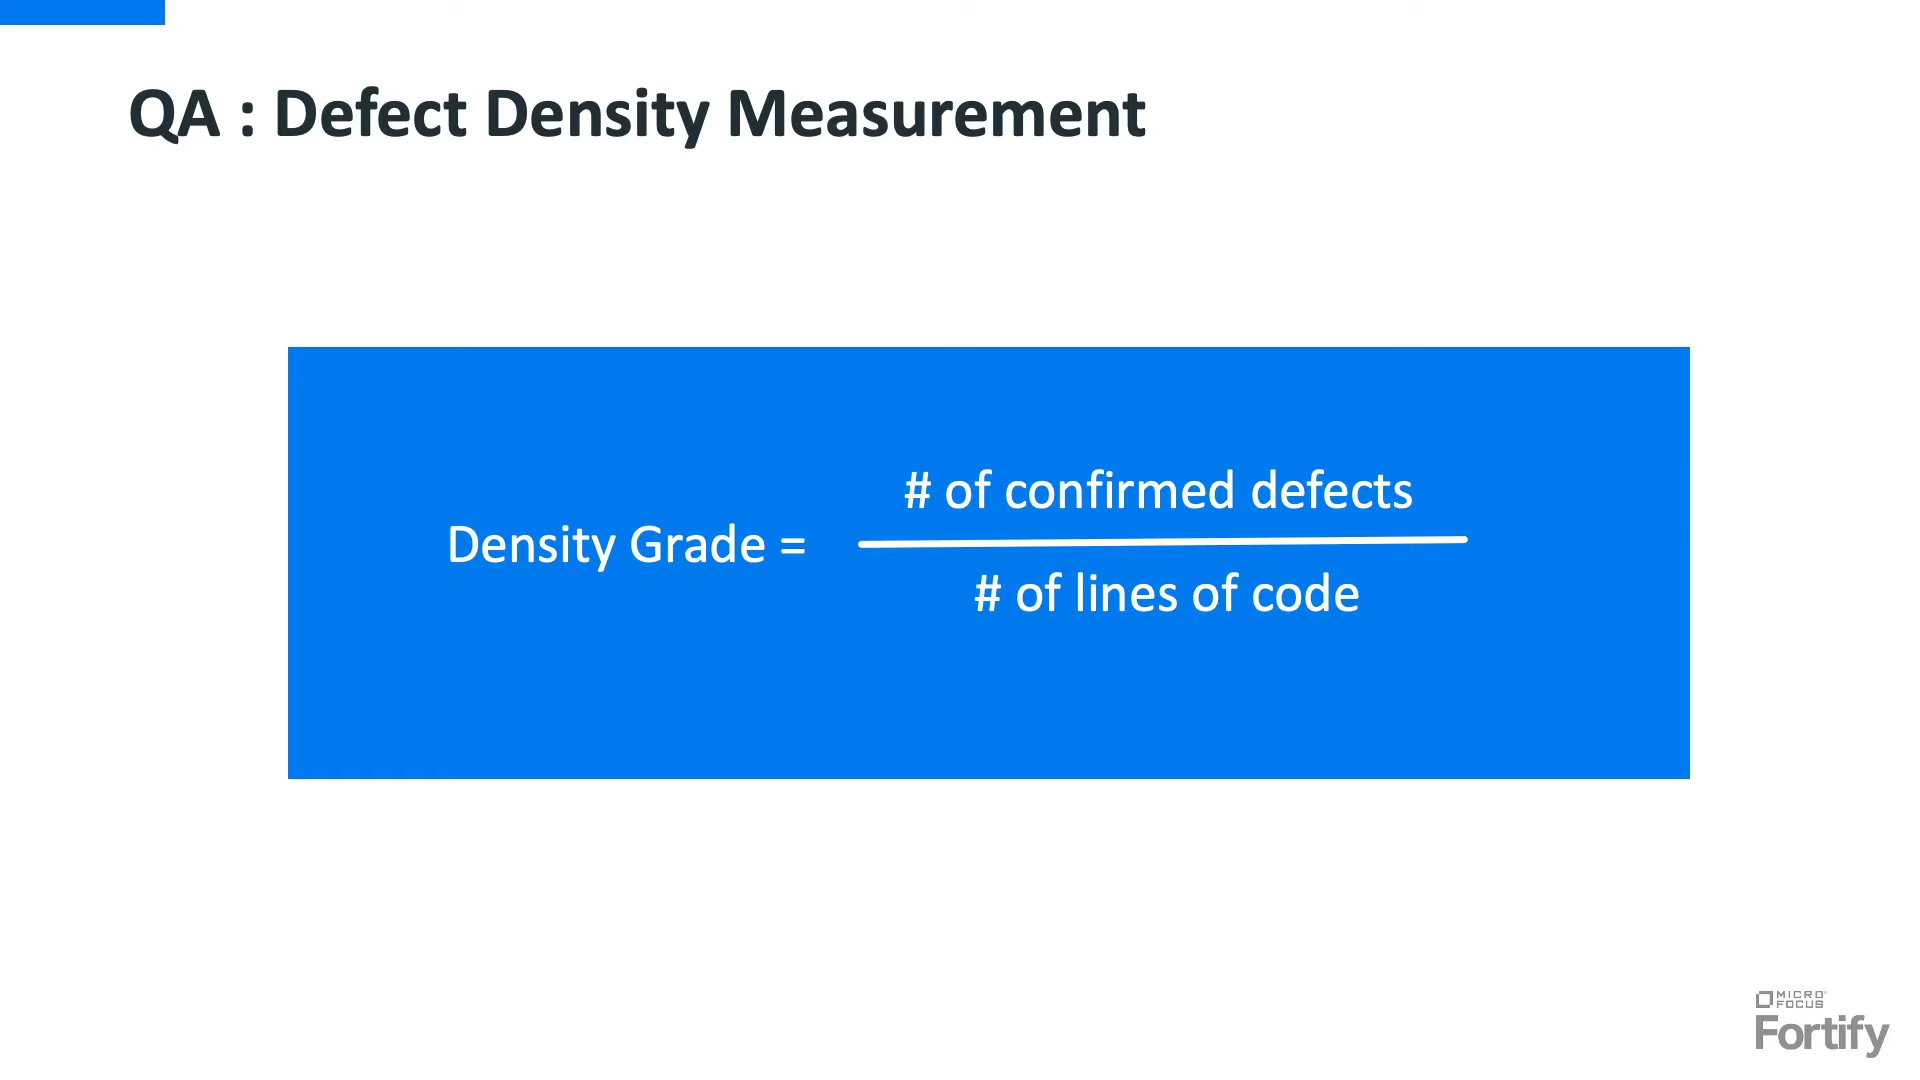 QA : Defect Density Measurement
# of confirmed defects
Density Grade =
# of lines of code
MICRO
FOCUS
Fortify